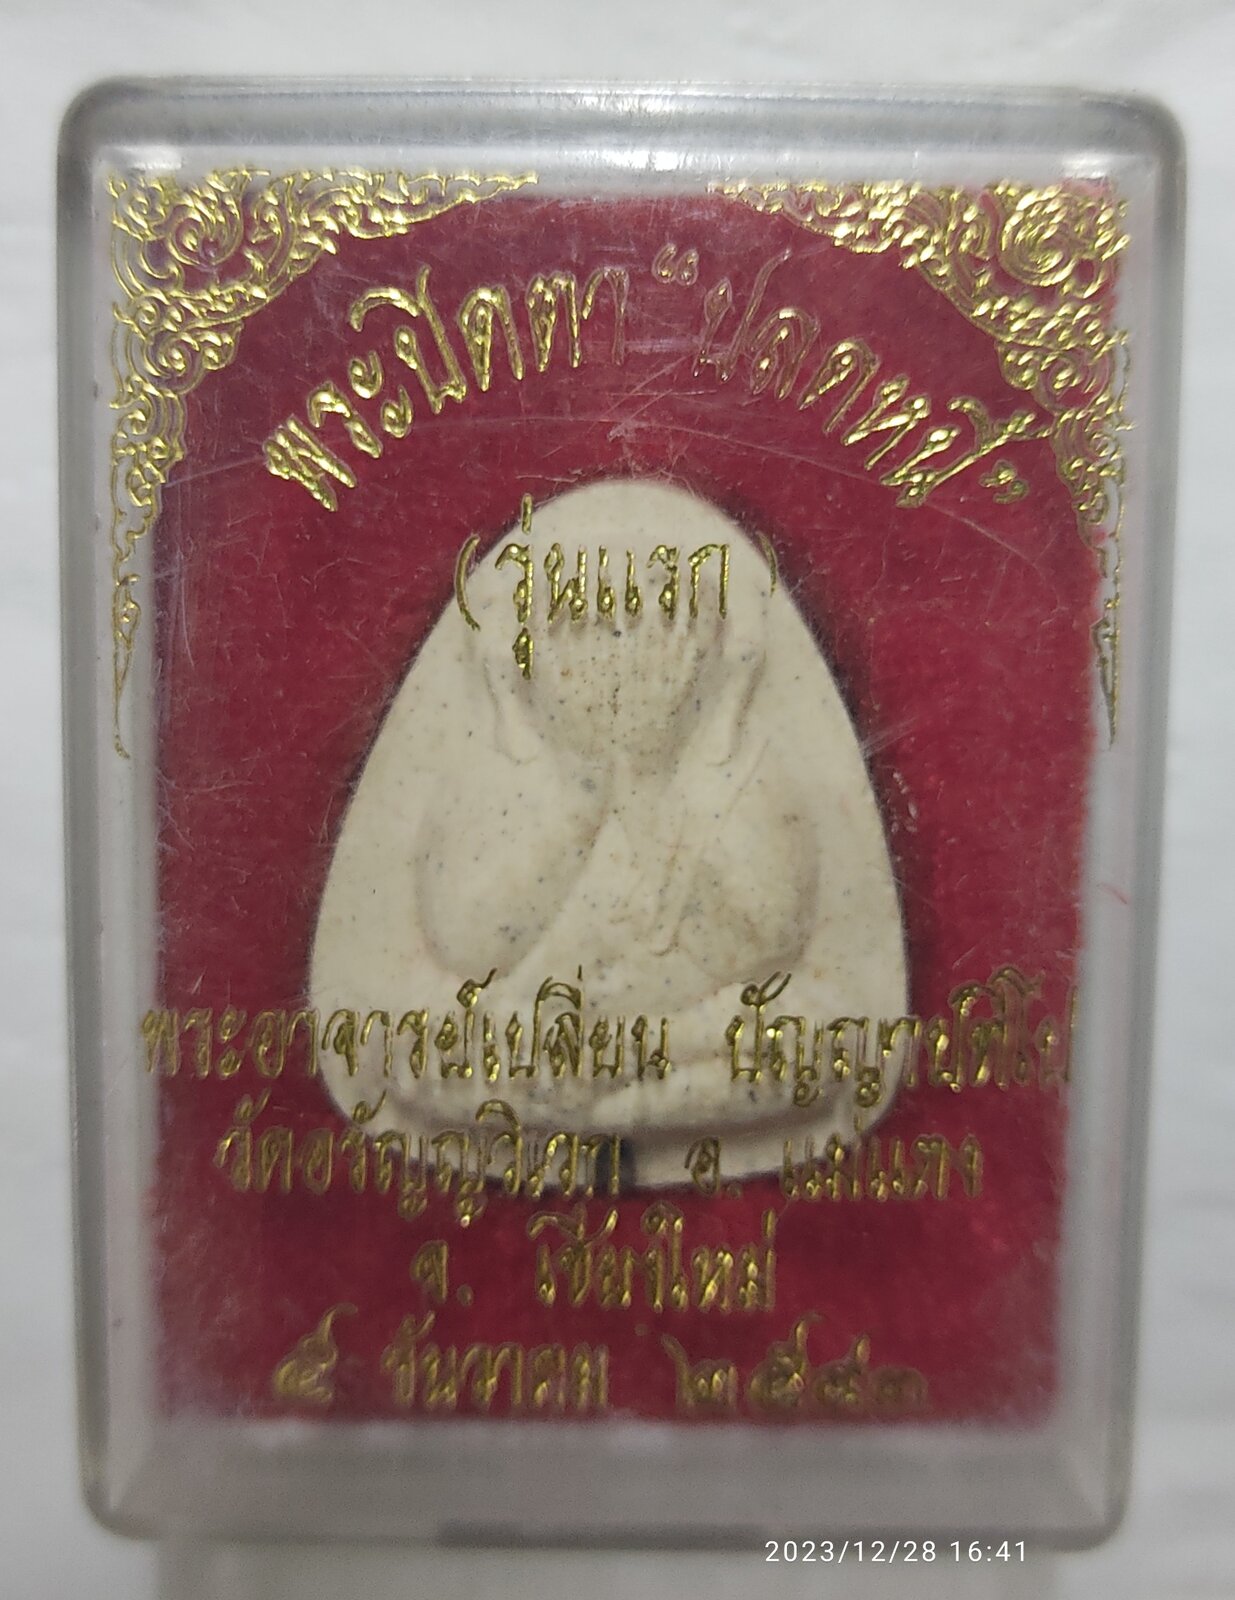 พระปิดตา “ปลดหนี้”
(รุ่นแรก)
พระอาจารย์เปลี่ยน ปัญญาปทีโป
วัดอรัญญวิเวก อ. แม่แตง
จ. เชียงใหม่
๕ ธันวาคม ๒๕๔๓
2023/12/28 16:41